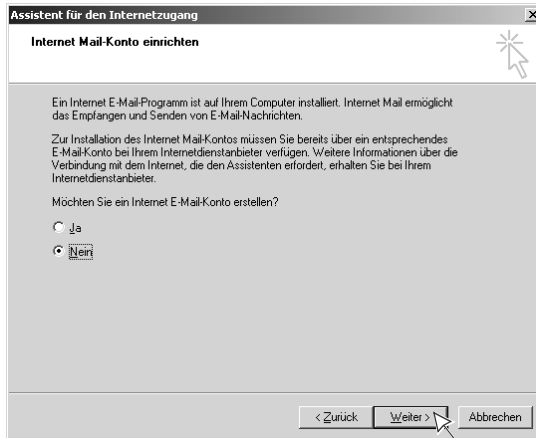 Assistent für den Internetzugang
Internet Mail-Konto einrichten
Ein Internet E-Mail-Programm ist auf Ihrem Computer installiert. Internet Mail ermöglicht
das Empfangen und Senden von E-Mail-Nachrichten.
Zur Installation des Internet Mail-Kontos müssen Sie bereits über ein entsprechendes
E-Mail-Konto bei Ihrem Internetdienstanbieter verfügen. Weitere Informationen über die
Verbindung mit dem Internet, die den Assistenten erfordert, erhalten Sie bei Ihrem
Internetdienstanbieter.
Möchten Sie ein Internet E-Mail-Konto erstellen?
Ja
Nein
< Zurück Weiter > Abbrechen